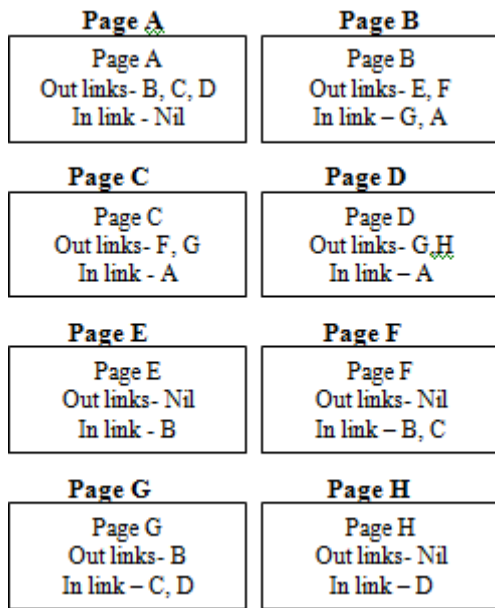 Page A
Page A
Out links- B, C, D
In link - Nil
Page B
Page B
Out links- E, F
In link – G, A
Page C
Page C
Out links- F, G
In link - A
Page D
Page D
Out links- G,H
In link – A
Page E
Page E
Out links- Nil
In link - B
Page F
Page F
Out links- Nil
In link – B, C
Page G
Page G
Out links- B
In link – C, D
Page H
Page H
Out links- Nil
In link – D